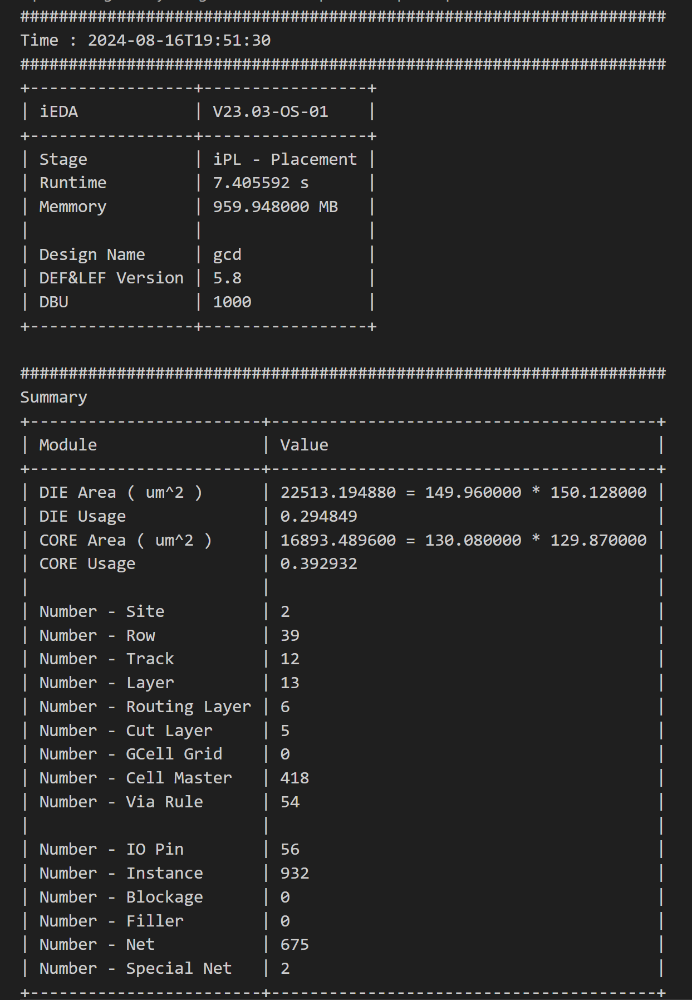 ###################################################################
Time : 2024-08-16T19:51:30
###################################################################
+-----------------+-----------------+
| iEDA            | V23.03-OS-01    |
+-----------------+-----------------+
| Stage           | iPL - Placement |
| Runtime         | 7.405592 s      |
| Memmory         | 959.948000 MB   |
|                 |                 |
| Design Name     | gcd             |
| DEF&LEF Version | 5.8             |
| DBU             | 1000            |
+-----------------+-----------------+
###################################################################
Summary
+------------------------+----------------------------------------+
| Module                 | Value                                  |
+------------------------+----------------------------------------+
| DIE Area ( um^2 )      | 22513.194880 = 149.960000 * 150.128000 |
| DIE Usage              | 0.294849                               |
| CORE Area ( um^2 )     | 16893.489600 = 130.080000 * 129.870000 |
| CORE Usage             | 0.392932                               |
|                        |                                        |
| Number - Site          | 2                                      |
| Number - Row           | 39                                     |
| Number - Track         | 12                                     |
| Number - Layer         | 13                                     |
| Number - Routing Layer | 6                                      |
| Number - Cut Layer     | 5                                      |
| Number - GCell Grid    | 0                                      |
| Number - Cell Master   | 418                                    |
| Number - Via Rule      | 54                                     |
|                        |                                        |
| Number - IO Pin        | 56                                     |
| Number - Instance      | 932                                    |
| Number - Blockage      | 0                                      |
| Number - Filler        | 0                                      |
| Number - Net           | 675                                    |
| Number - Special Net   | 2                                      |
+------------------------+----------------------------------------+